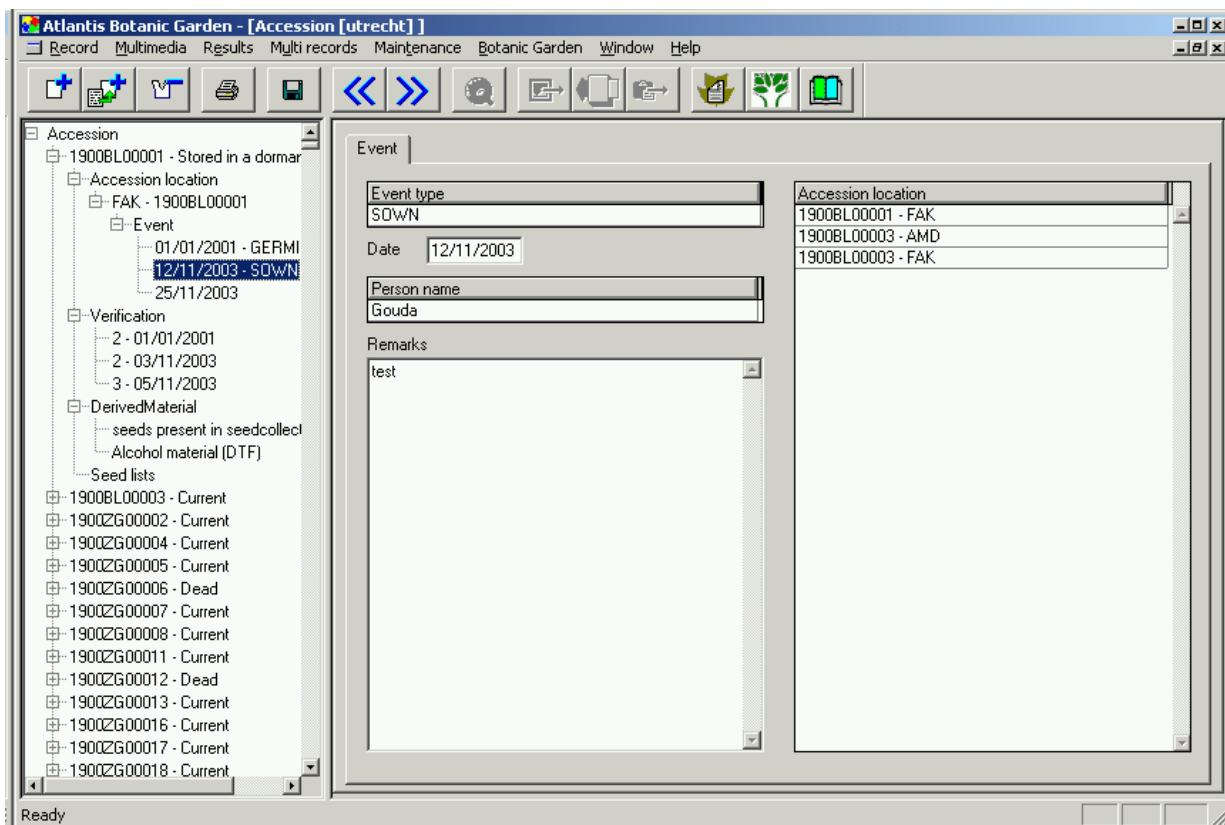 Atlantis Botanic Garden - [Accession [utrecht] ]
Record Multimedia Results Multi records Maintenance Botanic Garden Window Help
Accession
1900BL00001 - Stored in a dormar
Accession location
FAK - 1900BL00001
Event
01/01/2001 - GERMI
12/11/2003 - SOWN
25/11/2003
Verification
2 - 01/01/2001
2 - 03/11/2003
3 - 05/11/2003
DerivedMaterial
seeds present in seedcollect
Alcohol material (DTF)
Seed lists
1900BL00003 - Current
1900ZG00002 - Current
1900ZG00004 - Current
1900ZG00005 - Current
1900ZG00006 - Dead
1900ZG00007 - Current
1900ZG00008 - Current
1900ZG00011 - Current
1900ZG00012 - Dead
1900ZG00013 - Current
1900ZG00016 - Current
1900ZG00017 - Current
1900ZG00018 - Current
Event
Event type
SOWN
Date 12/11/2003
Person name
Gouda
Remarks
test
Accession location
1900BL00001 - FAK
1900BL00003 - AMD
1900BL00003 - FAK
Ready